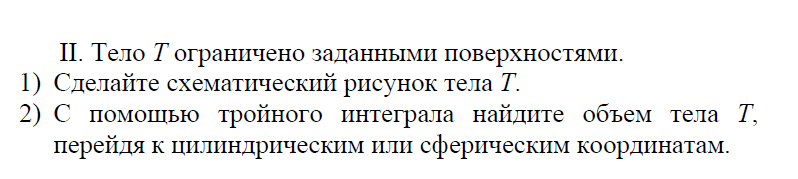 II. Тело T ограничено заданными поверхностями.
1) Сделайте схематический рисунок тела T.
2) С помощью тройного интеграла найдите объем тела T,
перейдя к цилиндрическим или сферическим координатам.